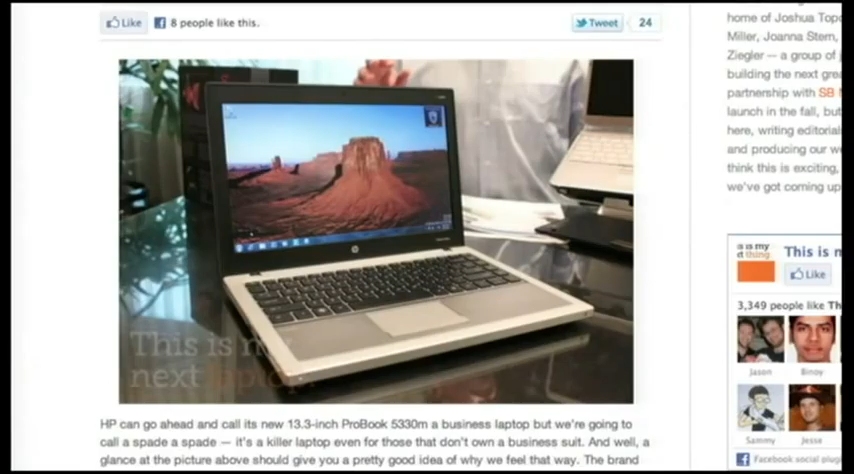 Like
8 people like this.
Tweet
24
home of Joshua
Miller, Joanna Stern,
Ziegler — a group of
building the next
partnership with SB
launch in the fall, but
here, writing
and producing our
think this is exciting,
we've got coming up
This is my
next
HP can go ahead and call its new 13.3-inch ProBook 5330m a business laptop but we're going to
call a spade a spade — it's a killer laptop even for those that don't own a business suit. And well, a
glance at the picture above should give you a pretty good idea of why we feel that way. The brand
is is my
thing
This is
Like
3,349 people like
Jason
Binoy
Sammy
Jesse
Facebook social